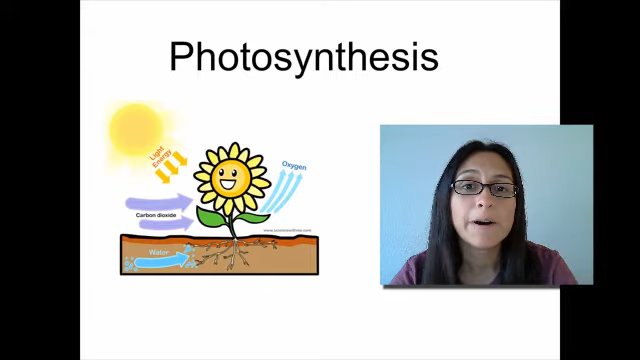 Photosynthesis
Light
Energy
Oxygen
Carbon dioxide
Water